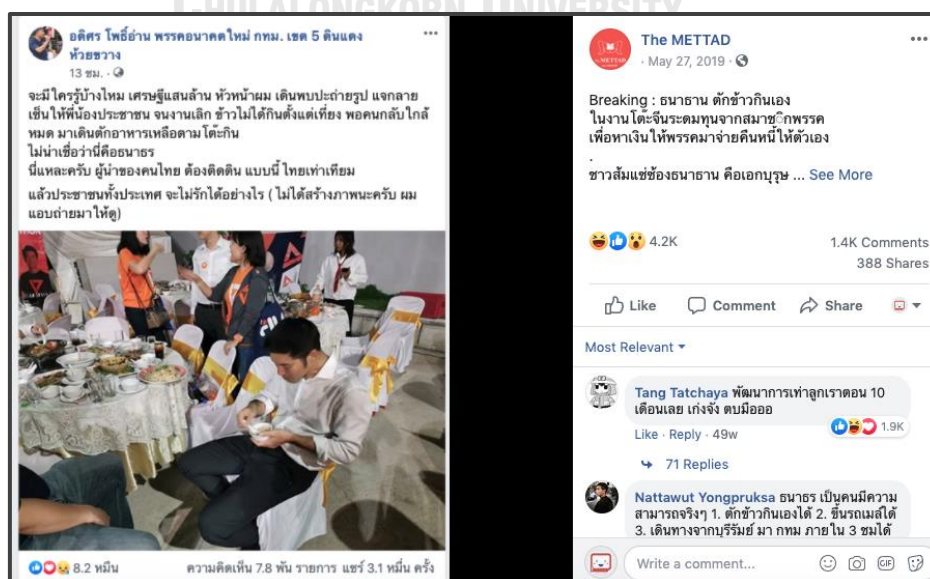 CHULALONGKORN UNIVERSITY
อดิศร โพธิ์อ่าน พรรคอนาคตใหม่ กทม. เขต 5 ดินแดง
ห้วยขวาง
13 ชม.
จะมีใครรู้บ้างไหม เศรษฐีแสนล้าน หัวหน้าผม เดินพบปะถ่ายรูป แจกลาย
เซ็นให้พี่น้องประชาชน จนงานเลิก ข้าวไม่ได้กินตั้งแต่เที่ยง พอคนกลับใกล้
หมด มาเดินตักอาหารเหลือตามโต๊ะกิน
ไม่น่าเชื่อว่านี่คือธนาธร
นี่แหละครับ ผู้นำของคนไทย ต้องติดดิน แบบนี้ ไทยเท่าเทียม
แล้วประชาชนทั้งประเทศ จะไม่รักได้อย่างไร ( ไม่ได้สร้างภาพนะครับ ผม
แอบถ่ายมาให้ดู)
8.2 หมื่น
ความคิดเห็น 7.8 พัน รายการ แชร์ 3.1 หมื่น ครั้ง
The METTAD
May 27, 2019
Breaking : ธนาธาน ตักข้าวกินเอง
ในงานโต๊ะจีนระดมทุนจากสมาชิกพรรค
เพื่อหาเงินให้พรรคมาจ่ายคืนหนี้ให้ตัวเอง
.
ชาวส้มแซ่ซ้องธนาธาน คือเอกบุรุษ ... See More
4.2K
1.4K Comments
388 Shares
Like Comment Share
Most Relevant
Tang Tatchaya พัฒนาการเท่าลูกเราตอน 10
เดือนเลย เก่งจัง ตบมืออออ
Like · Reply · 49w
1.9K
71 Replies
Nattawut Yongpruksa ธนาธร เป็นคนมีความ
สามารถจริงๆ 1. ตักข้าวกินเองได้ 2. ขึ้นรถเมล์ได้
3. เดินทางจากบุรีรัมย์ มา กทม ภายใน 3 ชมได้
Write a comment...
GIF